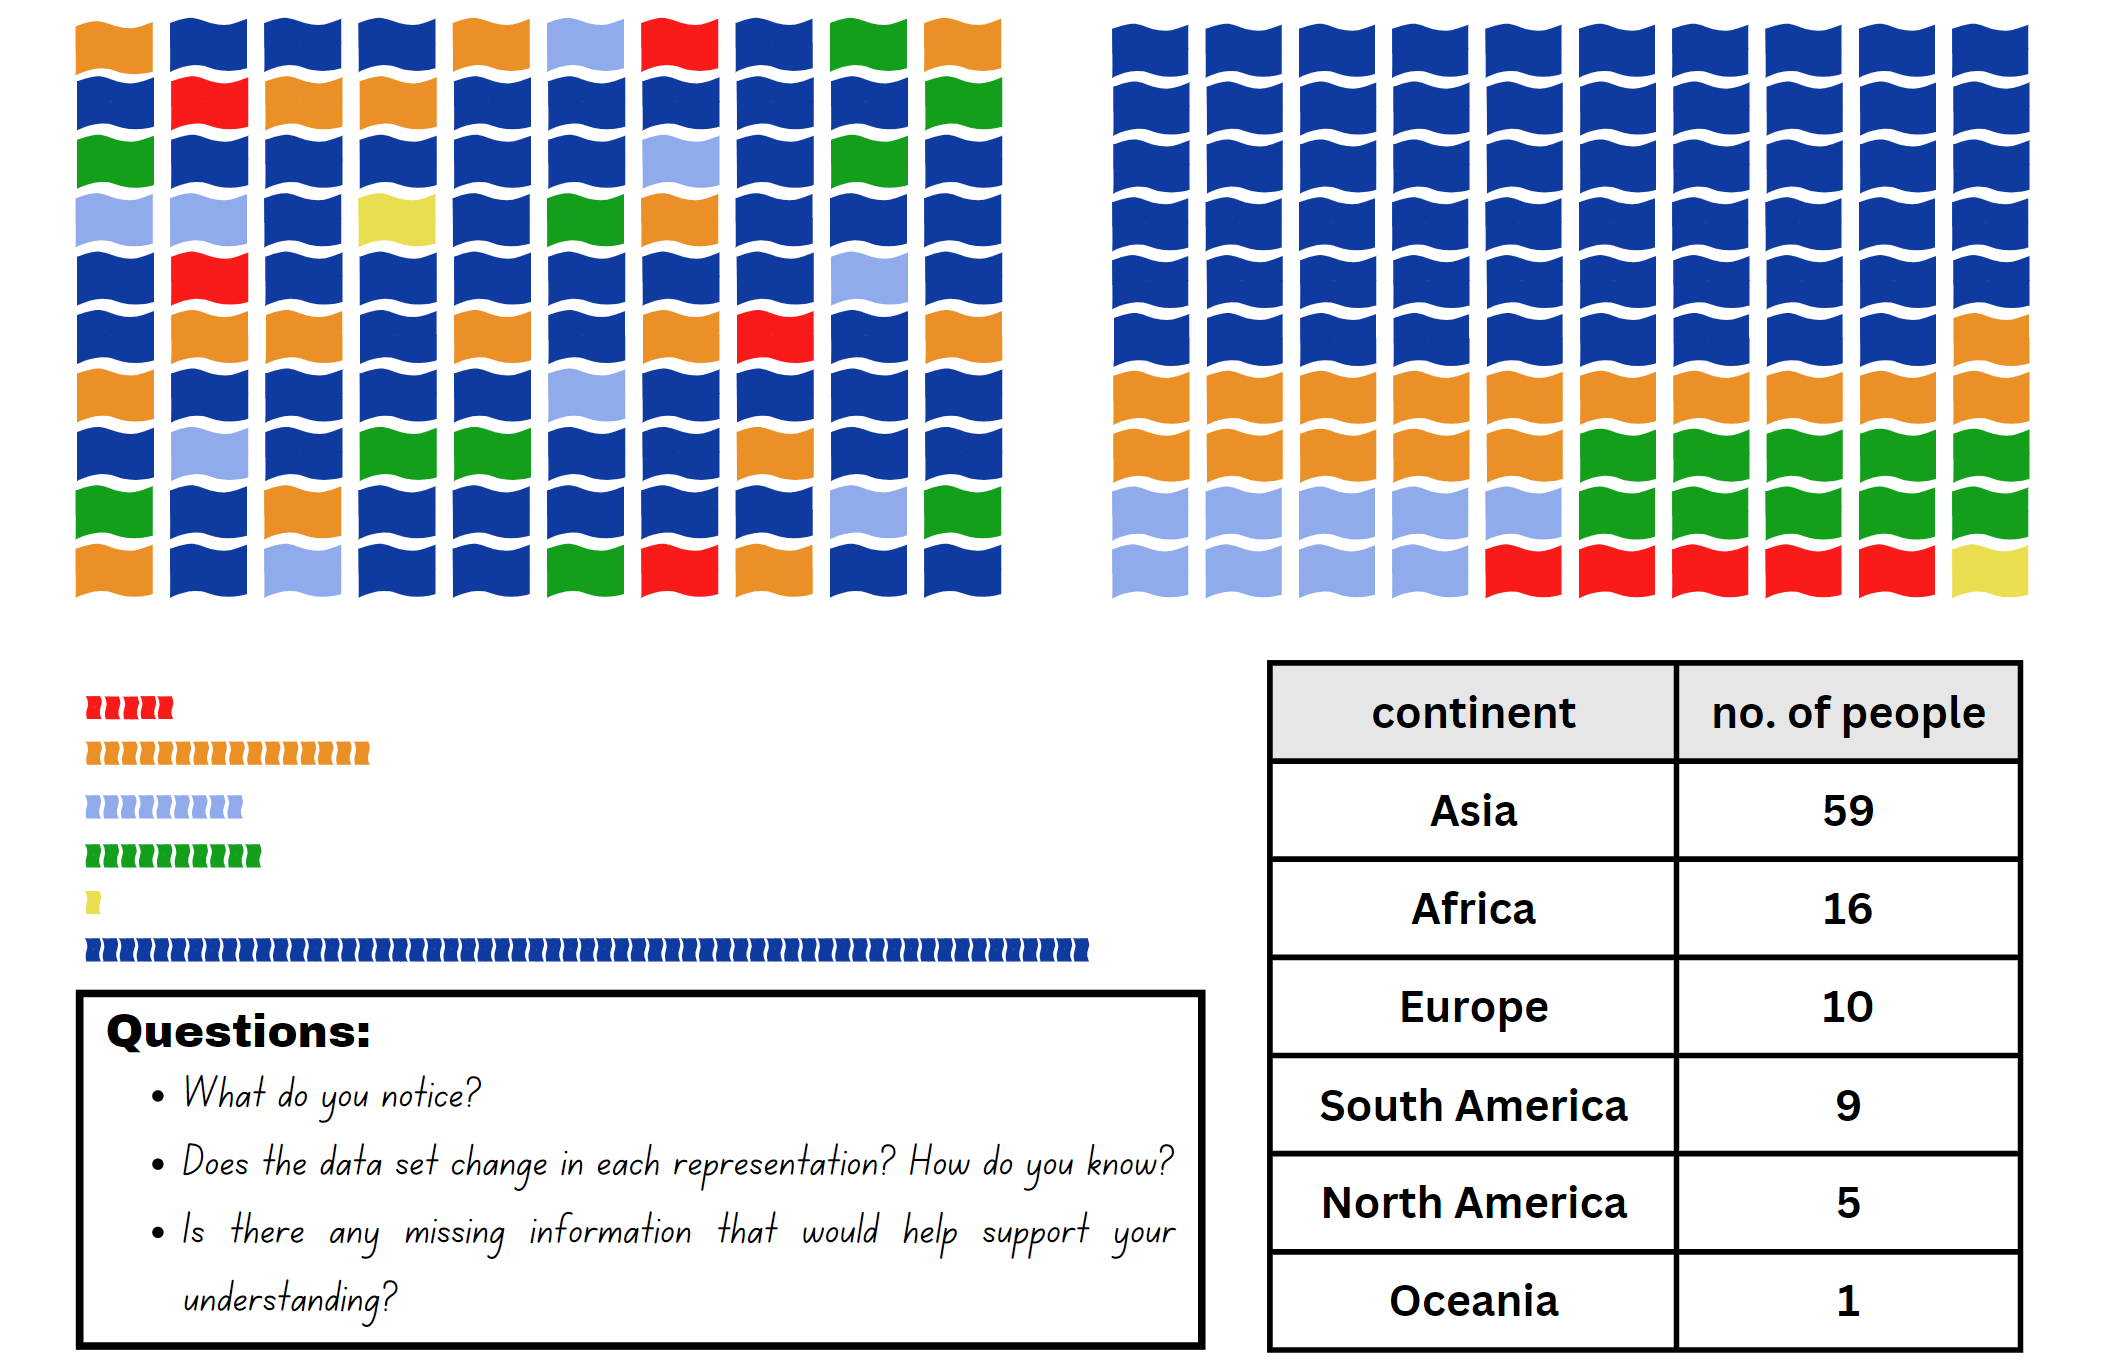 continent no. of people
Asia 59
Africa 16
Europe 10
South America 9
North America 5
Oceania 1
Questions:
• What do you notice?
• Does the data set change in each representation? How do you know?
• Is there any missing information that would help support your
understanding?